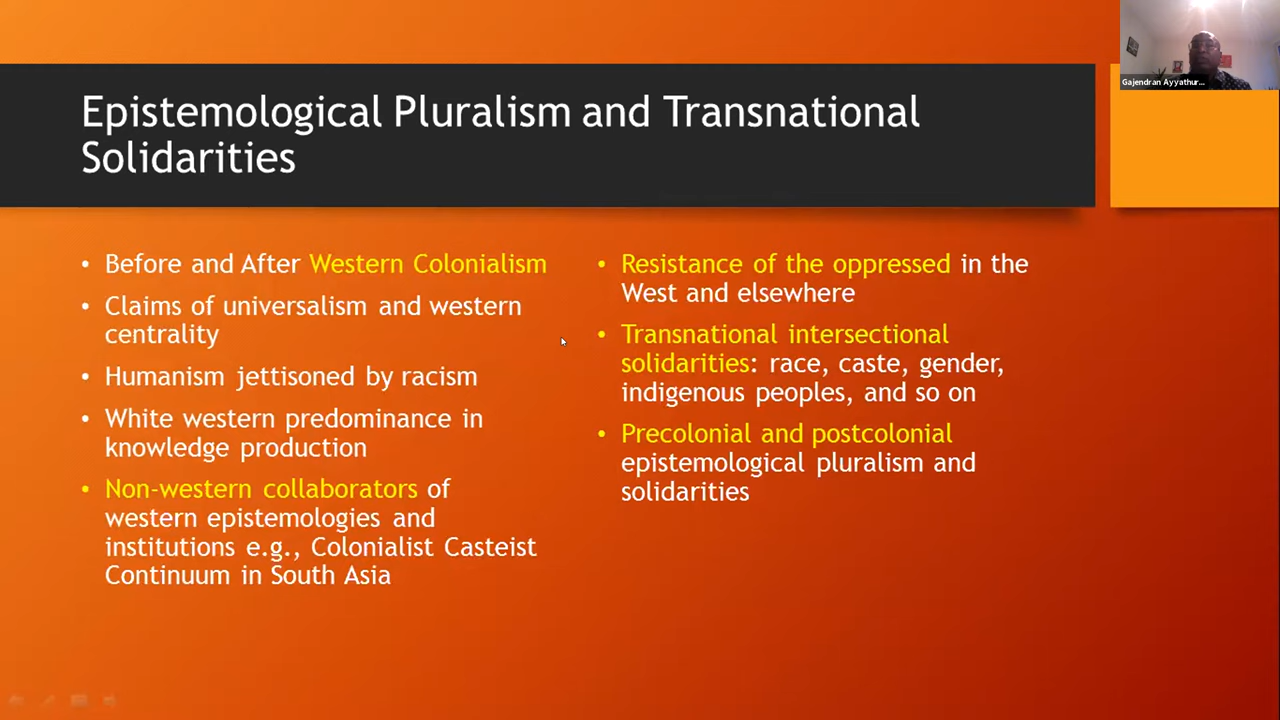 Epistemological Pluralism and Transnational
Solidarities
• Before and After Western Colonialism
• Claims of universalism and western
centrality
• Humanism jettisoned by racism
• White western predominance in
knowledge production
• Non-western collaborators of
western epistemologies and
institutions e.g., Colonialist Casteist
Continuum in South Asia
• Resistance of the oppressed in the
West and elsewhere
• Transnational intersectional
solidarities: race, caste, gender,
indigenous peoples, and so on
• Precolonial and postcolonial
epistemological pluralism and
solidarities
Gajendran Ayyathur...